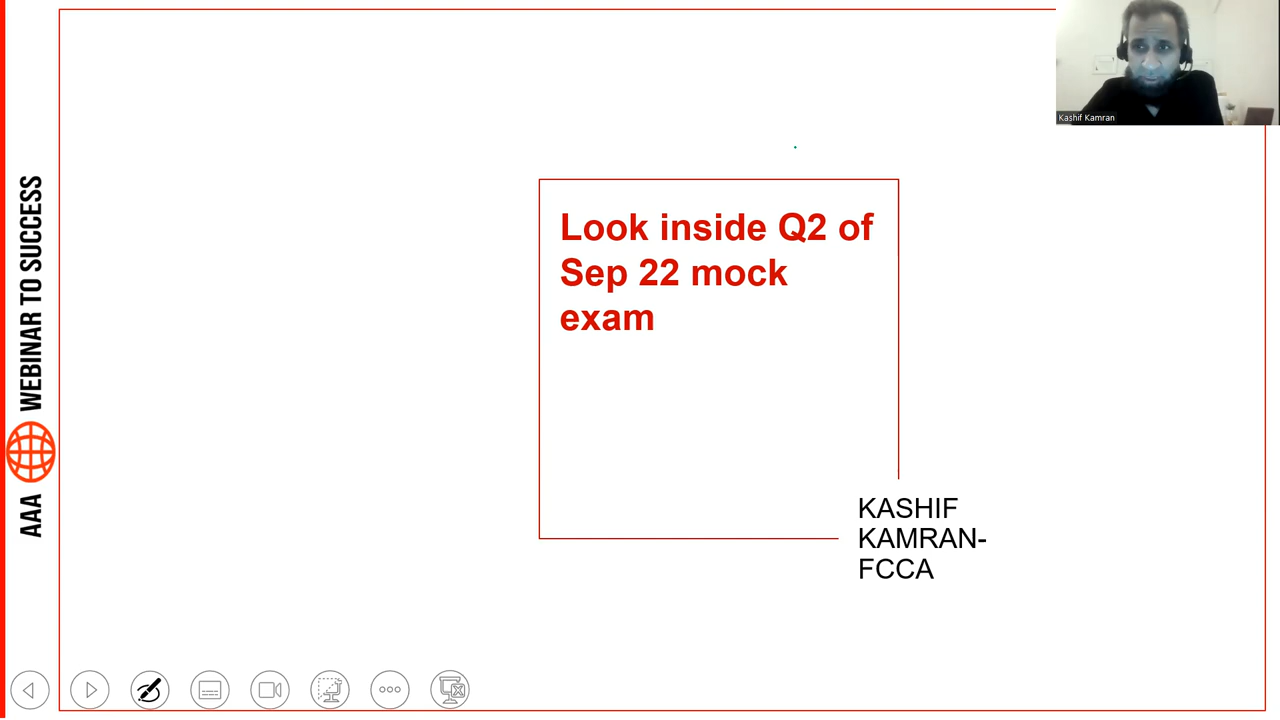 Kashif Kamran
Look inside Q2 of
Sep 22 mock
exam
KASHIF
KAMRAN-
FCCA
AAA WEBINAR TO SUCCESS